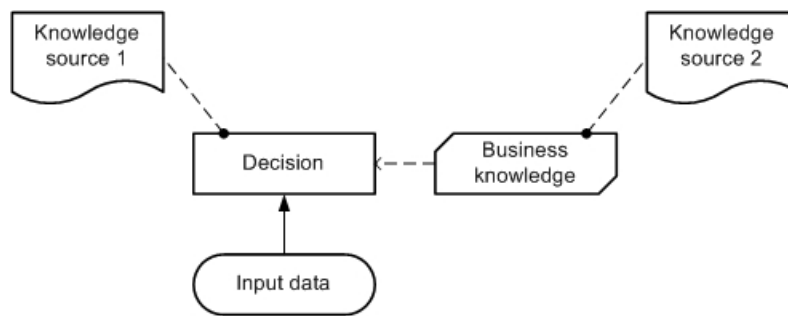 Knowledge
source 1
Knowledge
source 2
Decision
Business
knowledge
Input data